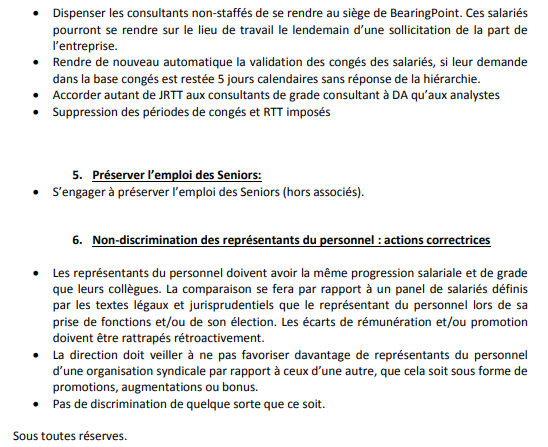 • Dispenser les consultants non-staffés de se rendre au siège de BearingPoint. Ces salariés
pourront se rendre sur le lieu de travail le lendemain d'une sollicitation de la part de
l'entreprise.
• Rendre de nouveau automatique la validation des congés des salariés, si leur demande
dans la base congés est restée 5 jours calendaires sans réponse de la hiérarchie.
• Accorder autant de JRTT aux consultants de grade consultant à DA qu'aux analystes
• Suppression des périodes de congés et RTT imposés
5. Préserver l'emploi des Seniors:
• S'engager à préserver l'emploi des Seniors (hors associés).
6. Non-discrimination des représentants du personnel : actions correctrices
• Les représentants du personnel doivent avoir la même progression salariale et de grade
que leurs collègues. La comparaison se fera par rapport à un panel de salariés définis
par les textes légaux et jurisprudentiels que le représentant du personnel lors de sa
prise de fonctions et/ou de son élection. Les écarts de rémunération et/ou promotion
doivent être rattrapés rétroactivement.
• La direction doit veiller à ne pas favoriser davantage de représentants du personnel
d'une organisation syndicale par rapport à ceux d'une autre, que cela soit sous forme de
promotions, augmentations ou bonus.
• Pas de discrimination de quelque sorte que ce soit.
Sous toutes réserves.